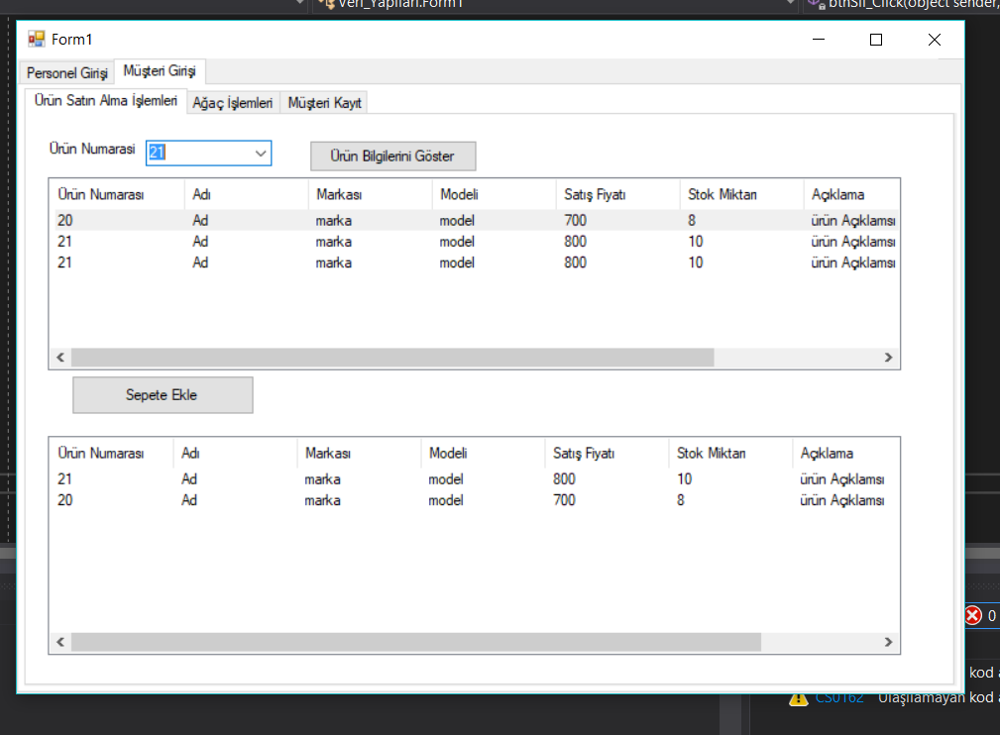 Veri_Yapilari.Form1
btnSil_Click(object sender,
Form1
Personel Girişi Müşteri Girişi
Ürün Satın Alma İşlemleri Ağaç İşlemleri Müşteri Kayıt
Ürün Numarasi 21 Ürün Bilgilerini Göster
Ürün Numarası Adı Markası Modeli Satış Fiyatı Stok Miktarı Açıklama
20 Ad marka model 700 8 ürün Açıklamsı
21 Ad marka model 800 10 ürün Açıklamsı
21 Ad marka model 800 10 ürün Açıklamsı
Sepete Ekle
Ürün Numarası Adı Markası Modeli Satış Fiyatı Stok Miktarı Açıklama
21 Ad marka model 800 10 ürün Açıklamsı
20 Ad marka model 700 8 ürün Açıklamsı
0
kod
CS0162 Ulaşılamayan kod